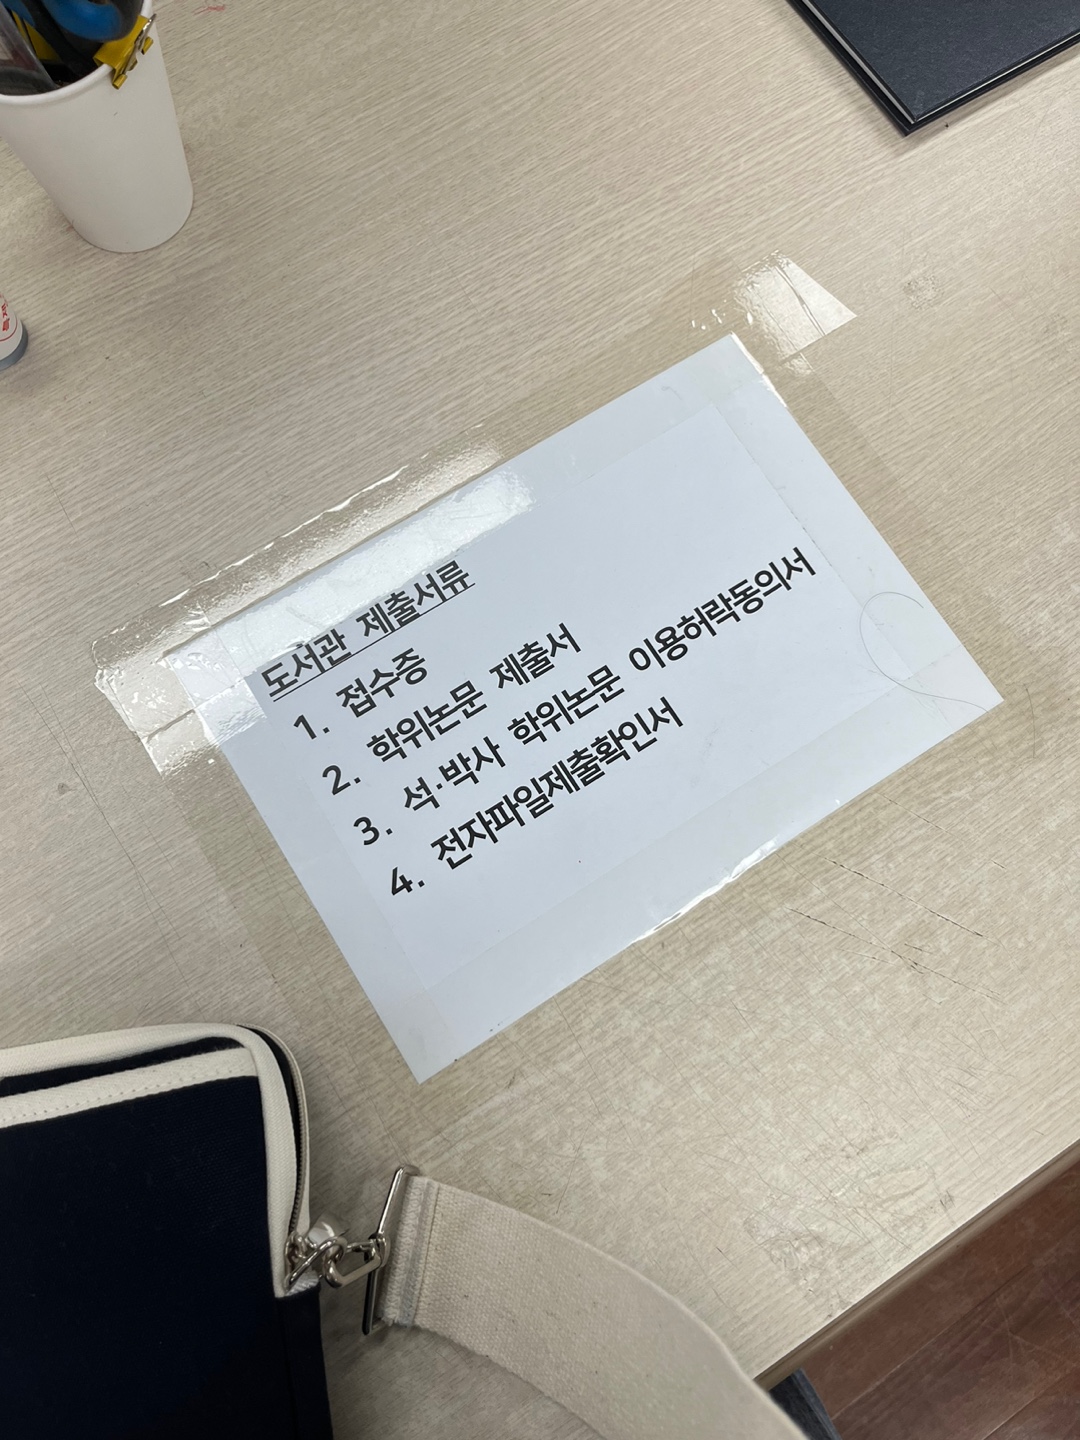 도서관 제출서류
1. 접수증
2. 학위논문 제출서
3. 석·박사 학위논문 이용허락동의서
4. 전자파일제출확인서